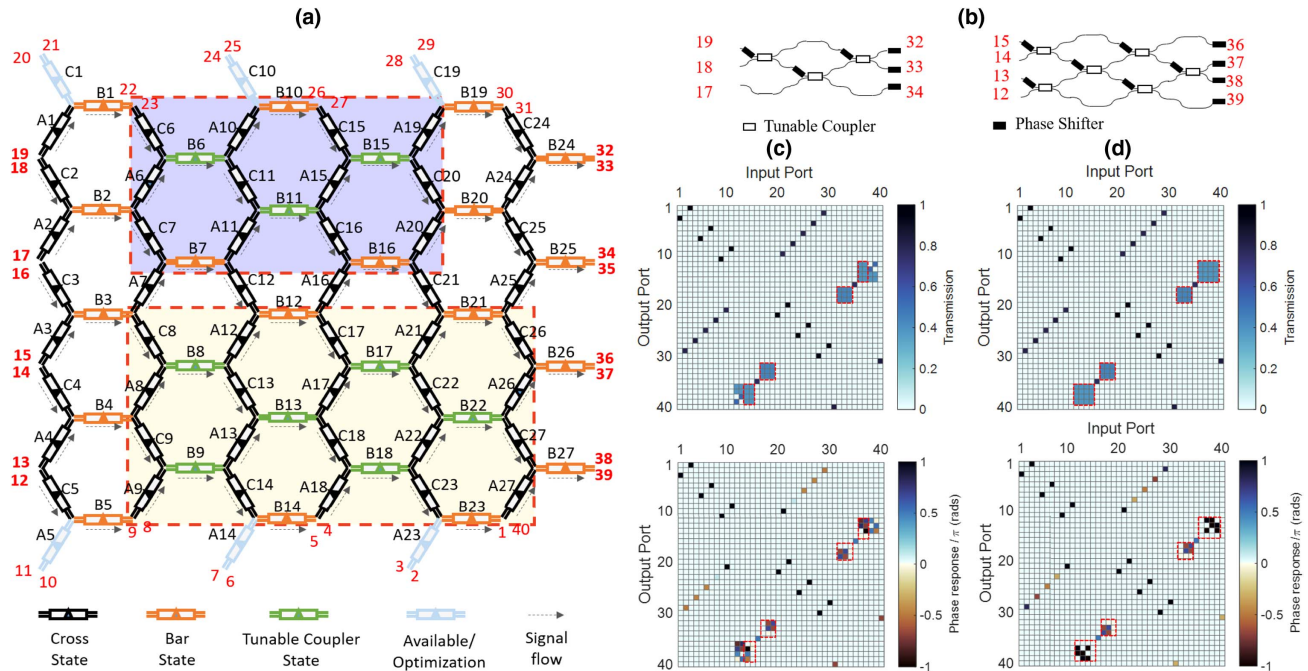 (a)
21
20
C1
25
24
C10
29
28
C19
B1
22
23
B10
26
27
B19
30
31
A1
C6
A10
C15
A19
C24
19
18
B6
B15
B24
32
33
C2
A6
C11
A15
C20
A24
B2
B11
B20
A2
C7
A11
C16
A20
C25
17
16
B7
B16
B25
34
35
C3
A7
C12
A16
C21
A25
B3
B12
B21
A3
C8
A12
C17
A21
C26
15
14
B8
B17
B26
36
37
C4
A8
C13
A17
C22
A26
B4
B13
B22
A4
C9
A13
C18
A22
C27
13
12
B9
B18
B27
38
39
C5
A9
C14
A18
C23
A27
B5
B14
B23
A5
9
8
A14
5
4
A23
1
40
11
10
7
6
3
2
Cross
State
Bar
State
Tunable Coupler
State
Available/
Optimization
Signal
flow
(b)
19
18
17
32
33
34
15
14
13
12
36
37
38
39
Tunable Coupler
Phase Shifter
(c)
Input Port
1 10 20 30 40
Output Port
1
10
20
30
40
Transmission
1
0.8
0.6
0.4
0.2
0
1 10 20 30 40
Output Port
1
10
20
30
40
Phase response/π (rads)
1
0.5
0
-0.5
-1
(d)
Input Port
1 10 20 30 40
Output Port
1
10
20
30
40
Transmission
1
0.8
0.6
0.4
0.2
0
1 10 20 30 40
Output Port
1
10
20
30
40
Phase response/π (rads)
1
0.5
0
-0.5
-1